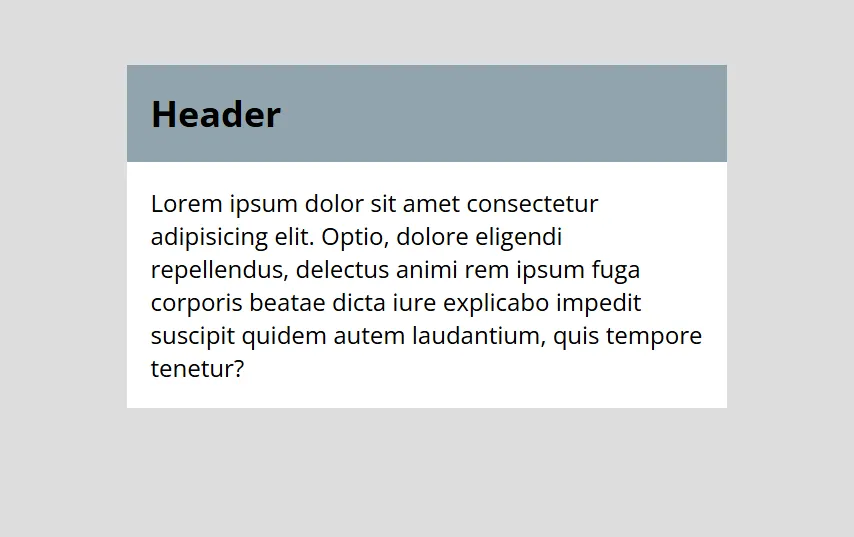 Header
Lorem ipsum dolor sit amet consectetur
adipisicing elit. Optio, dolore eligendi
repellendus, delectus animi rem ipsum fuga
corporis beatae dicta iure explicabo impedit
suscipit quidem autem laudantium, quis tempore
tenetur?